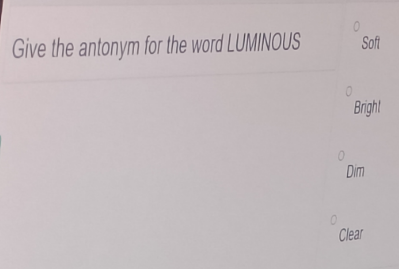 Give the antonym for the word LUMINOUS
Soft
Bright
Dim
Clear